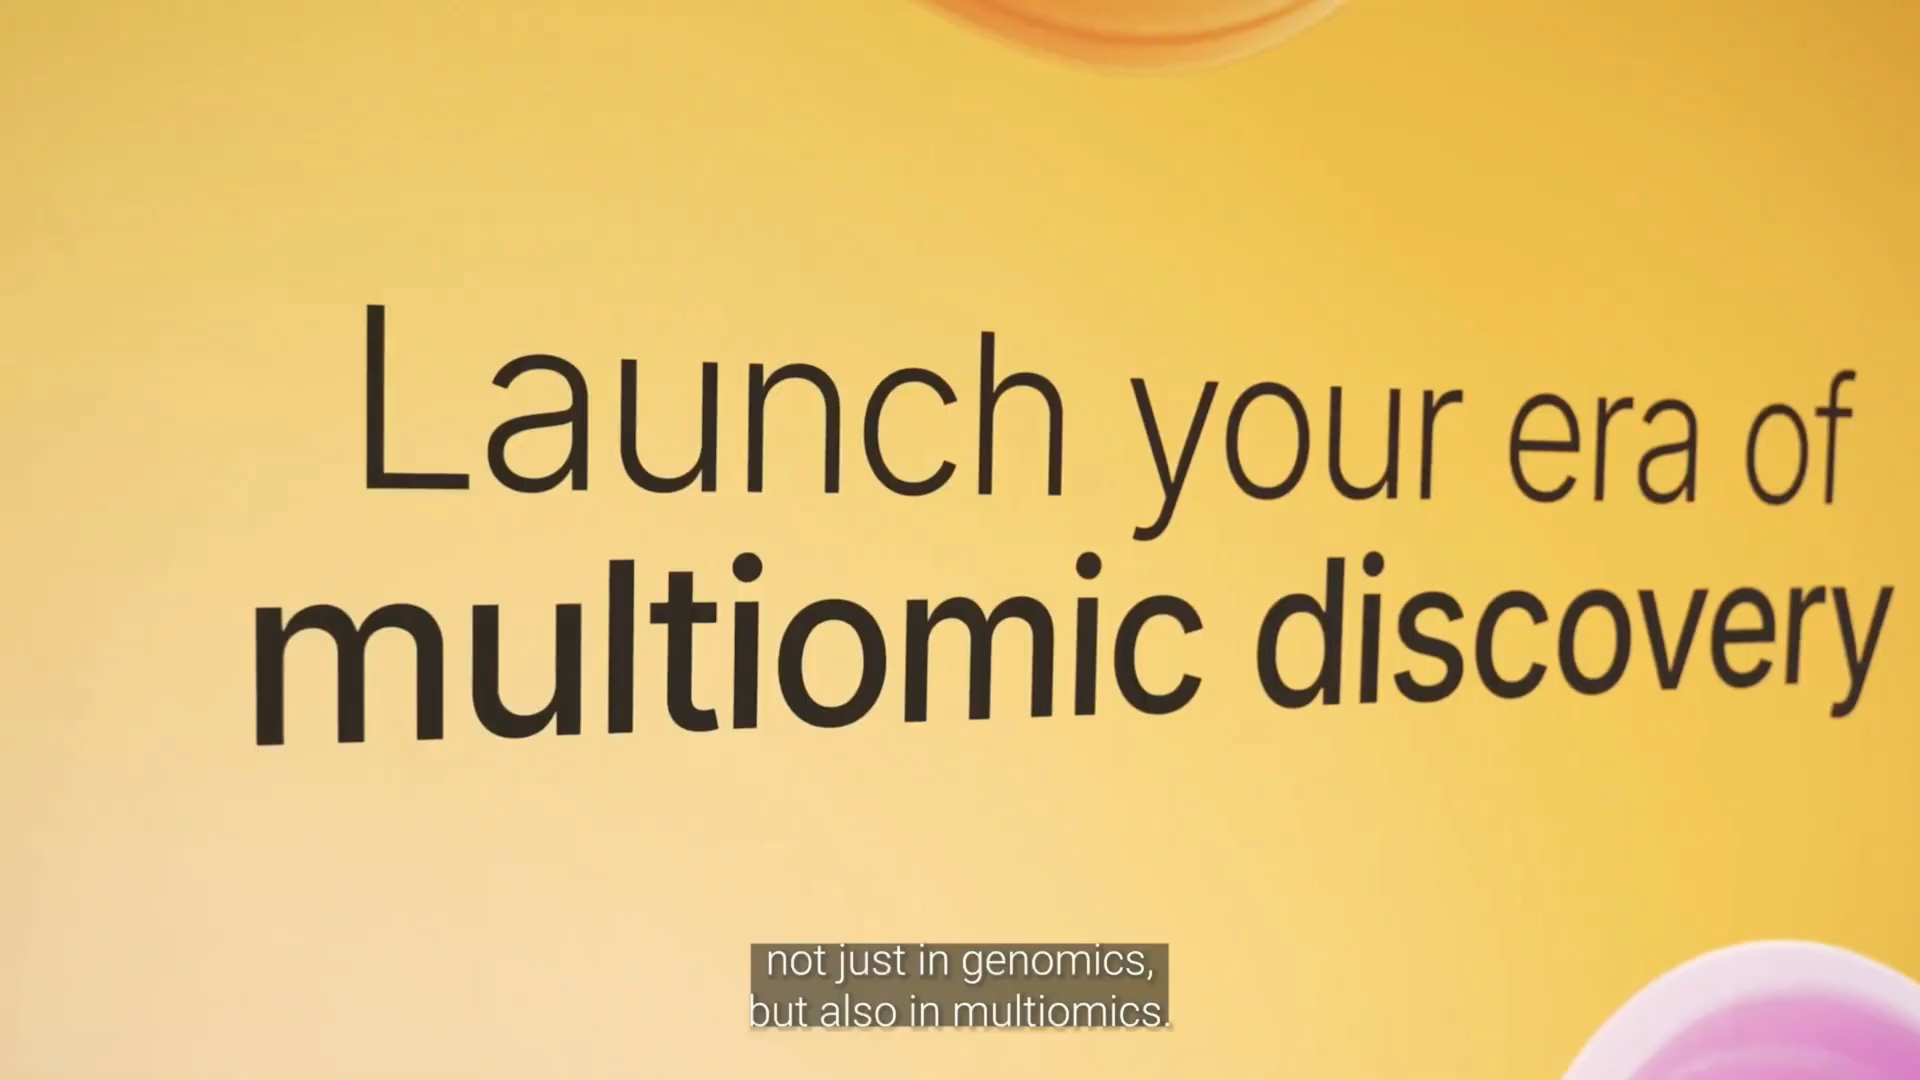 Launch your era of
multiomic discovery
not just in genomics,
but also in multiomics.